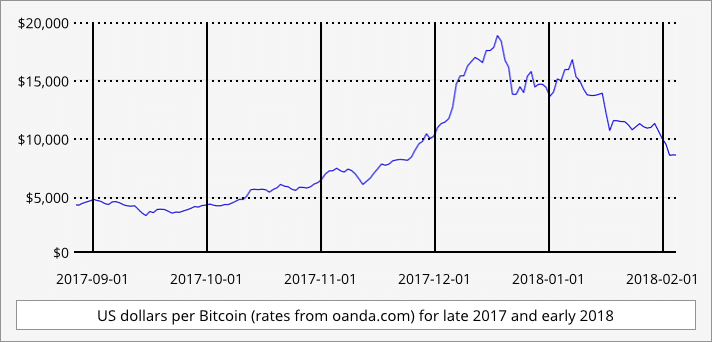 $20,000
$15,000
$10,000
$5,000
$0
2017-09-01 2017-10-01 2017-11-01 2017-12-01 2018-01-01 2018-02-01
US dollars per Bitcoin (rates from oanda.com) for late 2017 and early 2018